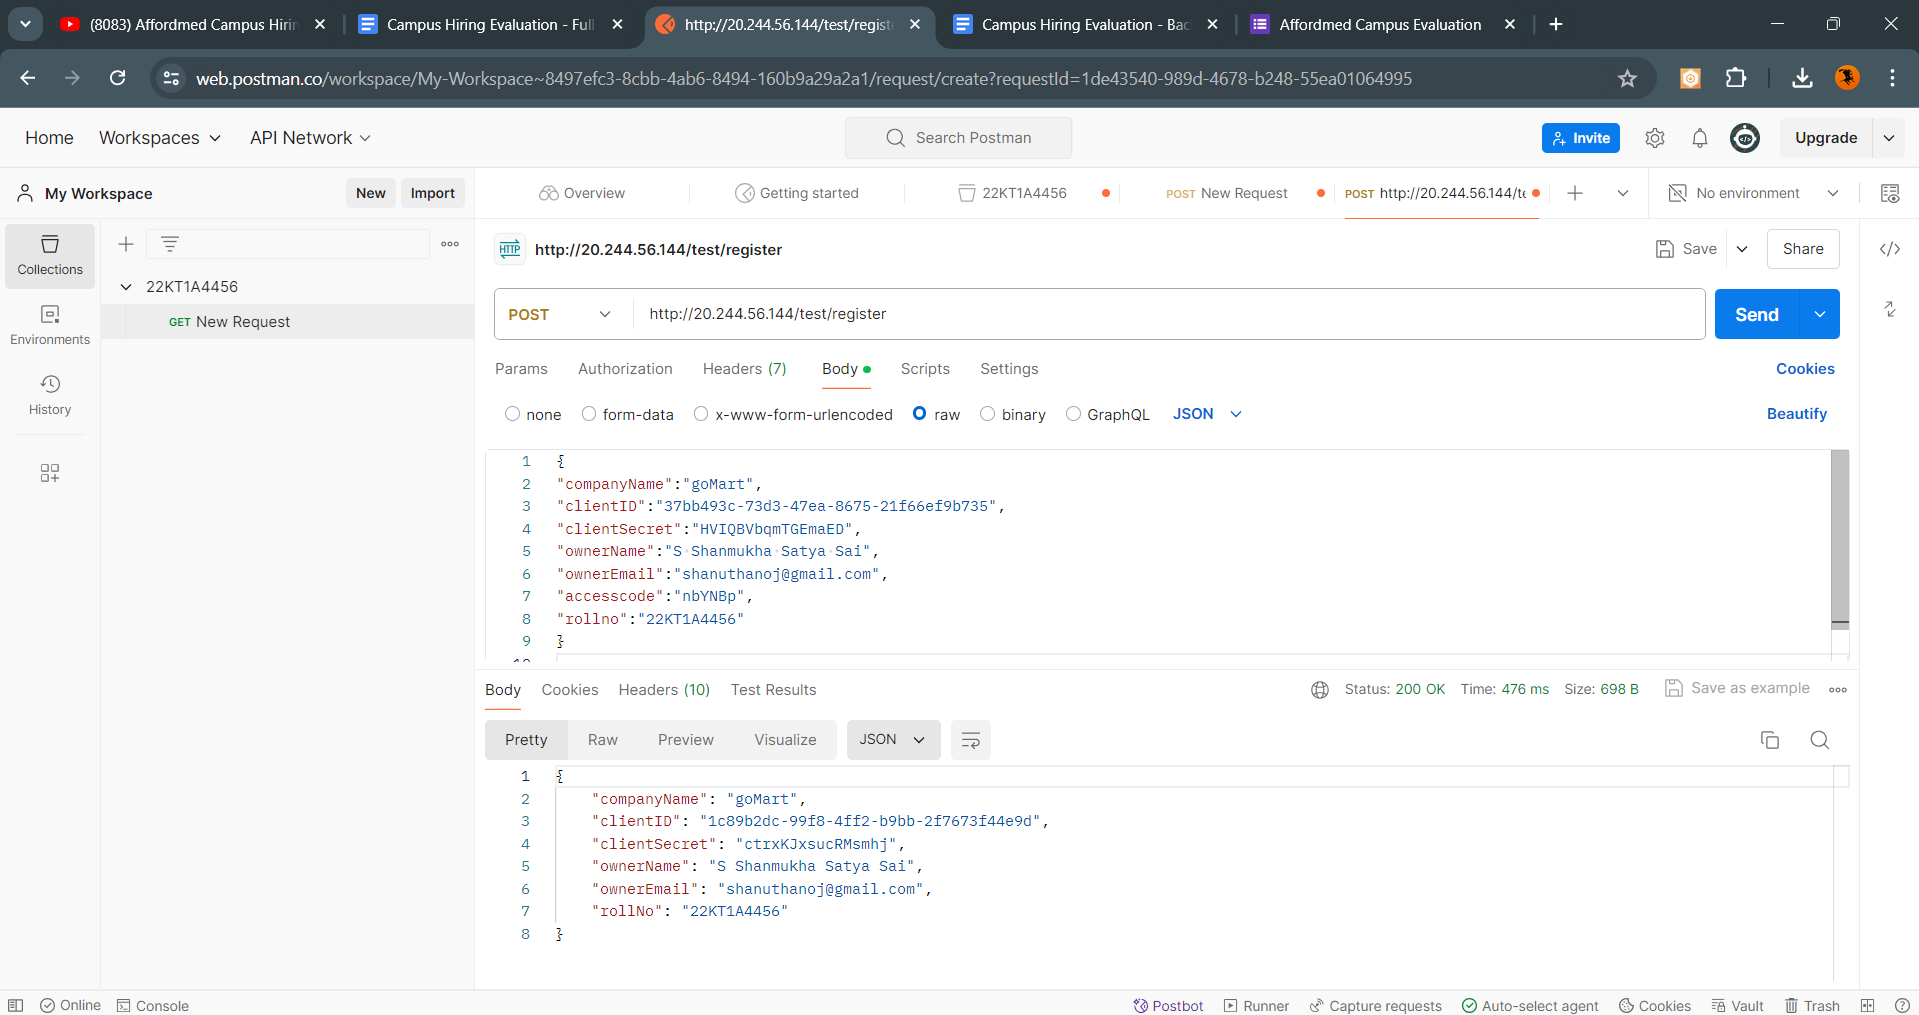 (8083) Affordmed Campus Hirin
Campus Hiring Evaluation - Full
http://20.244.56.144/test/registe
Campus Hiring Evaluation - Bac
Affordmed Campus Evaluation
web.postman.co/workspace/My-Workspace~8497efc3-8cbb-4ab6-8494-160b9a29a2a1/request/create?requestId=1de43540-989d-4678-b248-55ea01064995
Home Workspaces API Network Search Postman Invite Upgrade
My Workspace New Import Overview Getting started 22KT1A4456 POST New Request POST http://20.244.56.144/te No environment
Collections
Environments
History
22KT1A4456
GET New Request
HTTP http://20.244.56.144/test/register Save Share
POST http://20.244.56.144/test/register Send
Params Authorization Headers (7) Body Scripts Settings Cookies
none form-data x-www-form-urlencoded raw binary GraphQL JSON Beautify
1 {
2 "companyName":"goMart",
3 "clientID":"37bb493c-73d3-47ea-8675-21f66ef9b735",
4 "clientSecret":"HVIQBVbqmTGEmaED",
5 "ownerName":"S Shanmukha Satya Sai",
6 "ownerEmail":"shanuthanoj@gmail.com",
7 "accesscode":"nbYNBp",
8 "rollno":"22KT1A4456"
9 }
10
Body Cookies Headers (10) Test Results Status: 200 OK Time: 476 ms Size: 698 B Save as example
Pretty Raw Preview Visualize JSON
1 {
2 "companyName": "goMart",
3 "clientID": "1c89b2dc-99f8-4ff2-b9bb-2f7673f44e9d",
4 "clientSecret": "ctrxKJxsucRMsmhj",
5 "ownerName": "S Shanmukha Satya Sai",
6 "ownerEmail": "shanuthanoj@gmail.com",
7 "rollNo": "22KT1A4456"
8 }
Online Console Postbot Runner Capture requests Auto-select agent Cookies Vault Trash